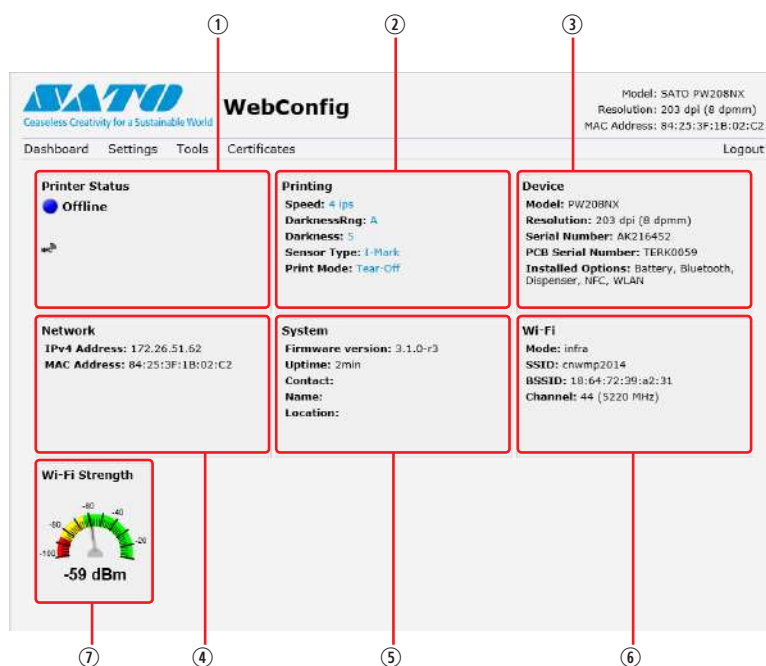 ① ② ③
SATO
Ceaseless Creativity for a Sustainable World
WebConfig
Model: SATO PW208NX
Resolution: 203 dpi (8 dpmm)
MAC Address: 84:25:3F:1B:02:C2
Dashboard Settings Tools Certificates Logout
Printer Status
Offline
Printing
Speed: 4 ips
DarknessRng: A
Darkness: 5
Sensor Type: I-Mark
Print Mode: Tear-Off
Device
Model: PW208NX
Resolution: 203 dpi (8 dpmm)
Serial Number: AK216452
PCB Serial Number: TERK0059
Installed Options: Battery, Bluetooth,
Dispenser, NFC, WLAN
Network
IPv4 Address: 172.26.51.62
MAC Address: 84:25:3F:1B:02:C2
System
Firmware version: 3.1.0-r3
Uptime: 2min
Contact:
Name:
Location:
Wi-Fi
Mode: infra
SSID: cnwmp2014
BSSID: 18:64:72:39:a2:31
Channel: 44 (5220 MHz)
Wi-Fi Strength
-100 -80 -60 -40 -20
-59 dBm
⑦ ④ ⑤ ⑥